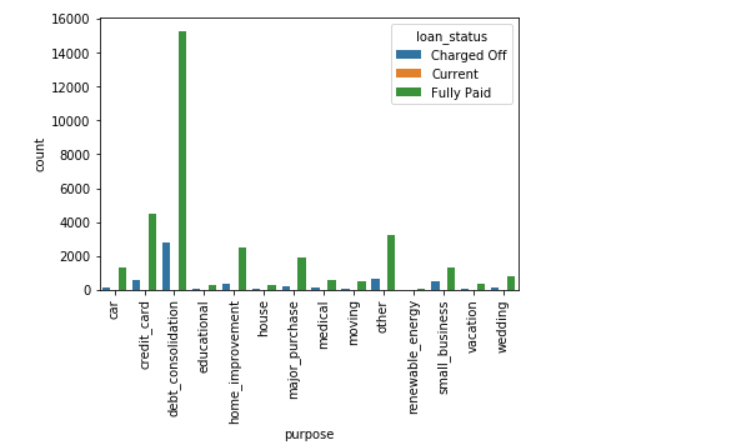 16000
14000
12000
10000
8000
6000
4000
2000
0
count
loan_status
Charged Off
Current
Fully Paid
car
credit_card
debt_consolidation
educational
home_improvement
house
major_purchase
medical
moving
other
renewable_energy
small_business
vacation
wedding
purpose